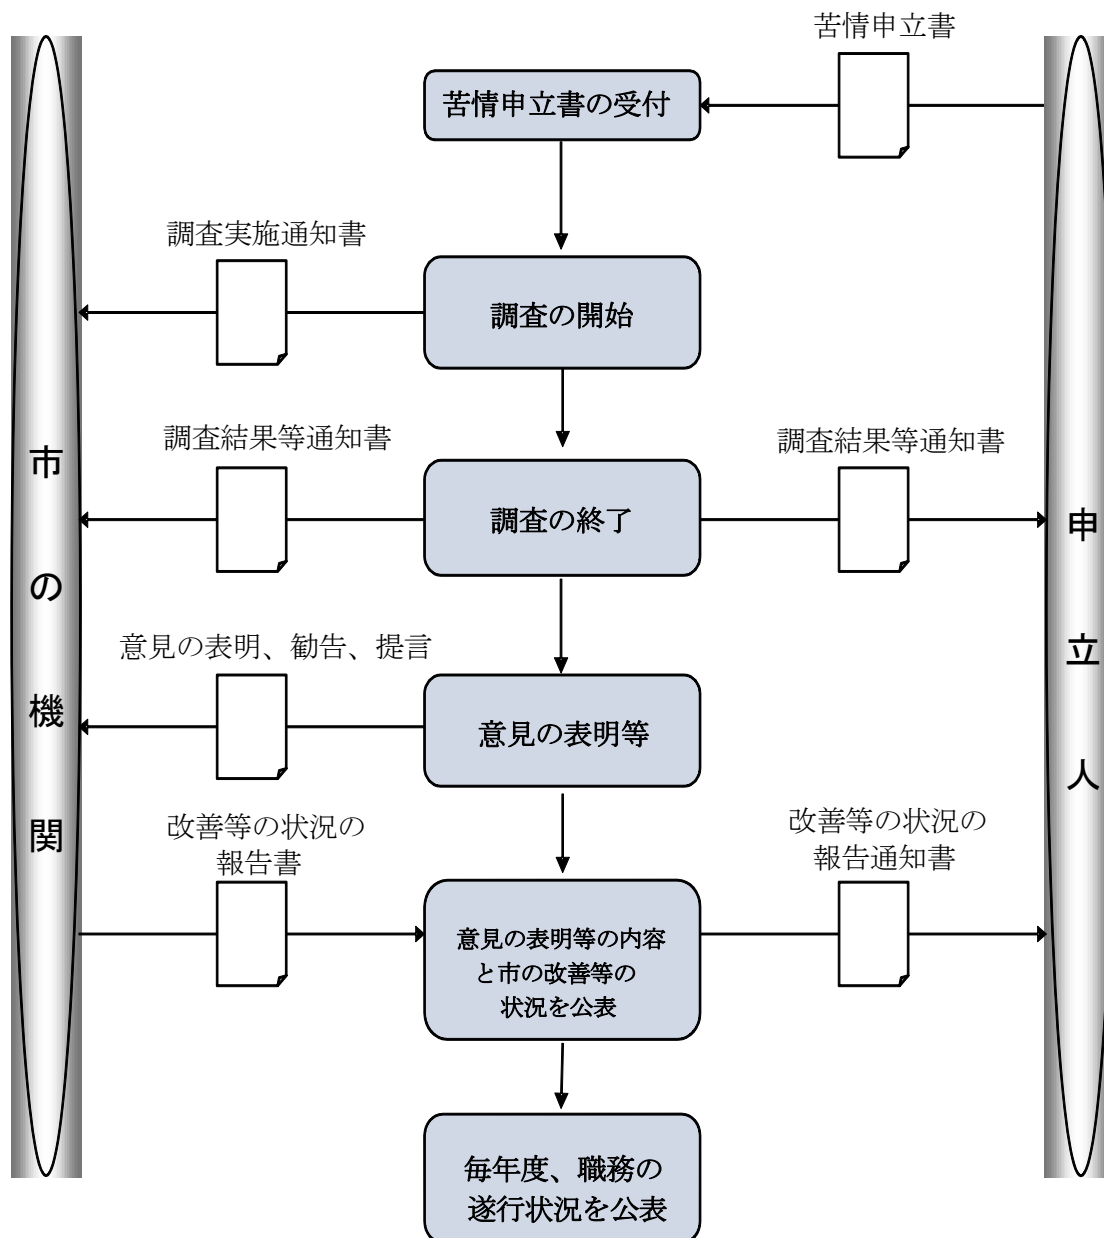 苦情申立書
苦情申立書の受付
調査実施通知書
調査の開始
調査結果等通知書
調査結果等通知書
調査の終了
市の機関
申立人
意見の表明、勧告、提言
意見の表明等
改善等の状況の
報告書
改善等の状況の
報告通知書
意見の表明等の内容
と市の改善等の
状況を公表
毎年度、職務の
遂行状況を公表